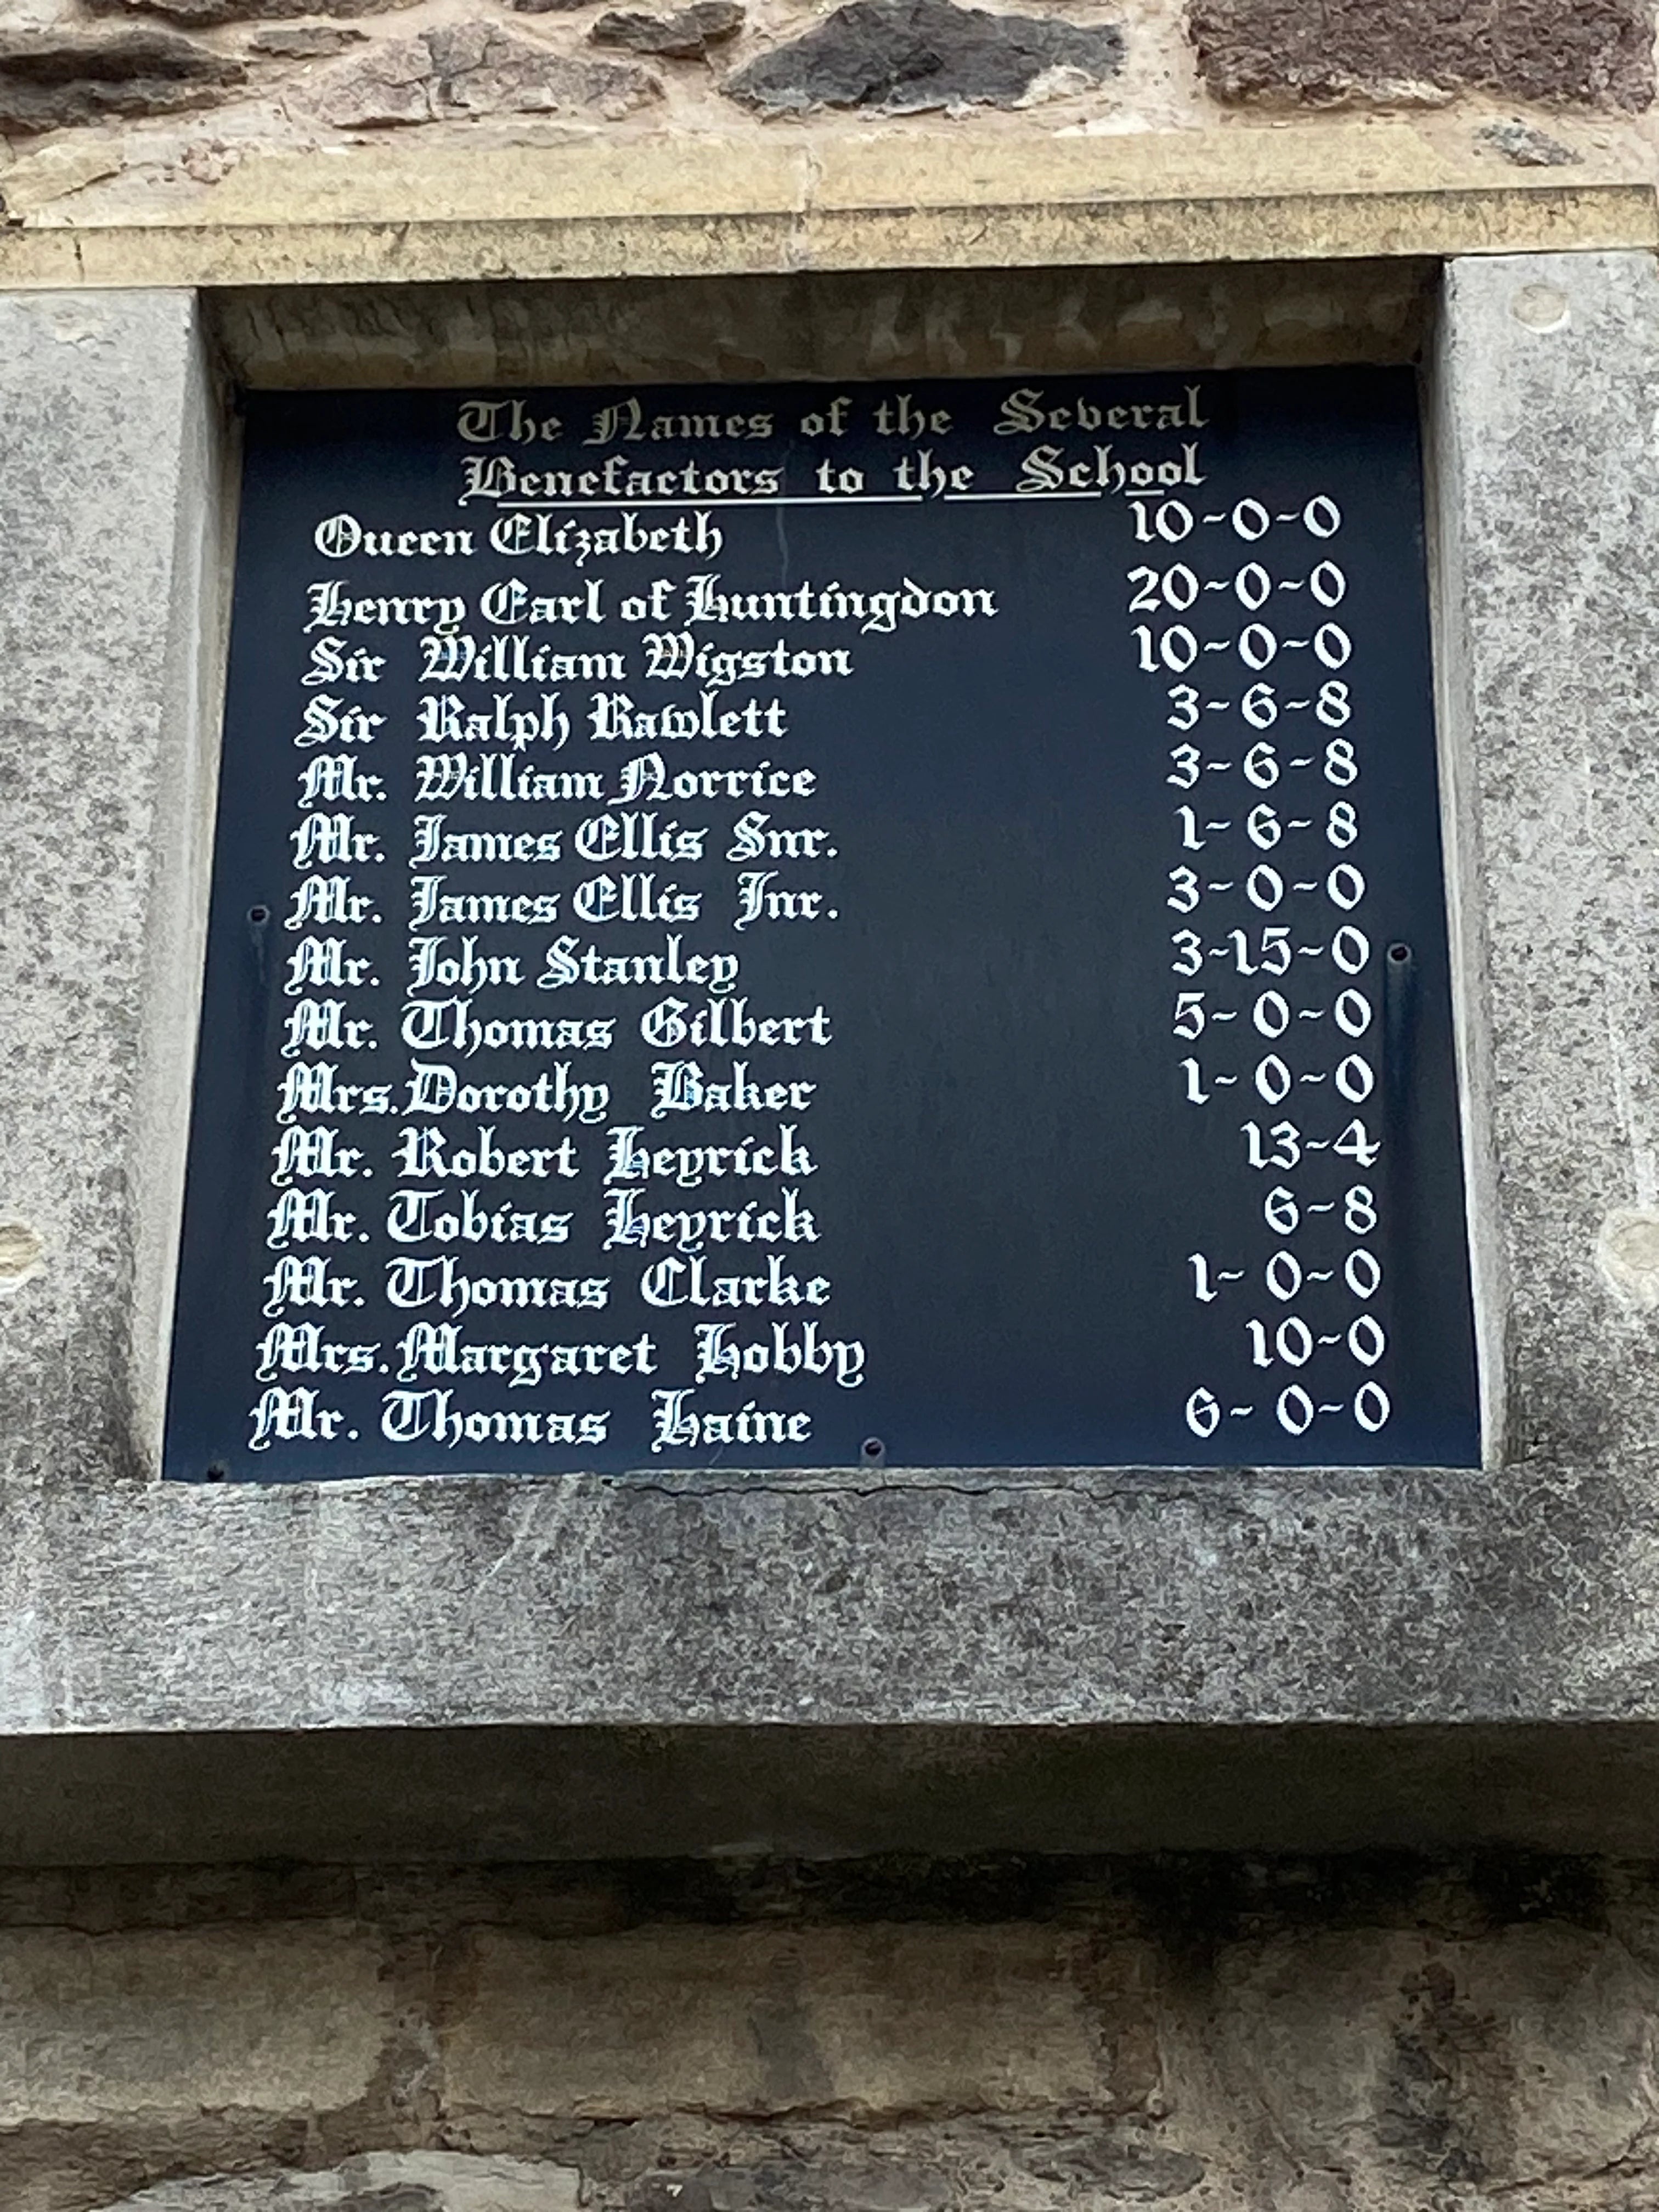 The Names of the Several
Benefactors to the School
Queen Elizabeth 10-0-0
Henry Earl of Huntingdon 20-0-0
Sir William Wigston 10-0-0
Sir Ralph Rawlett 3-6-8
Mr. William Norrice 3-6-8
Mr. James Ellis Snr. 1-6-8
Mr. James Ellis Jnr. 3-0-0
Mr. John Stanley 3-15-0
Mr. Thomas Gilbert 5-0-0
Mrs. Dorothy Baker 1-0-0
Mr. Robert Heyrick 13-4
Mr. Tobias Heyrick 6-8
Mr. Thomas Clarke 1-0-0
Mrs. Margaret Hobby 10-0
Mr. Thomas Haine 6-0-0